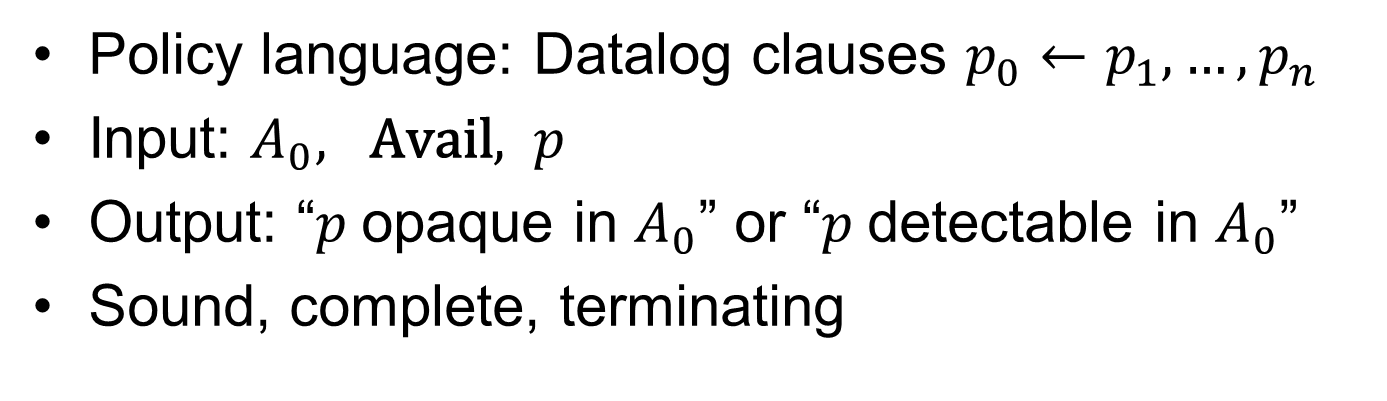 • Policy language: Datalog clauses p₀ ← p₁, … , pₙ
• Input: A₀, Avail, p
• Output: “p opaque in A₀” or “p detectable in A₀”
• Sound, complete, terminating